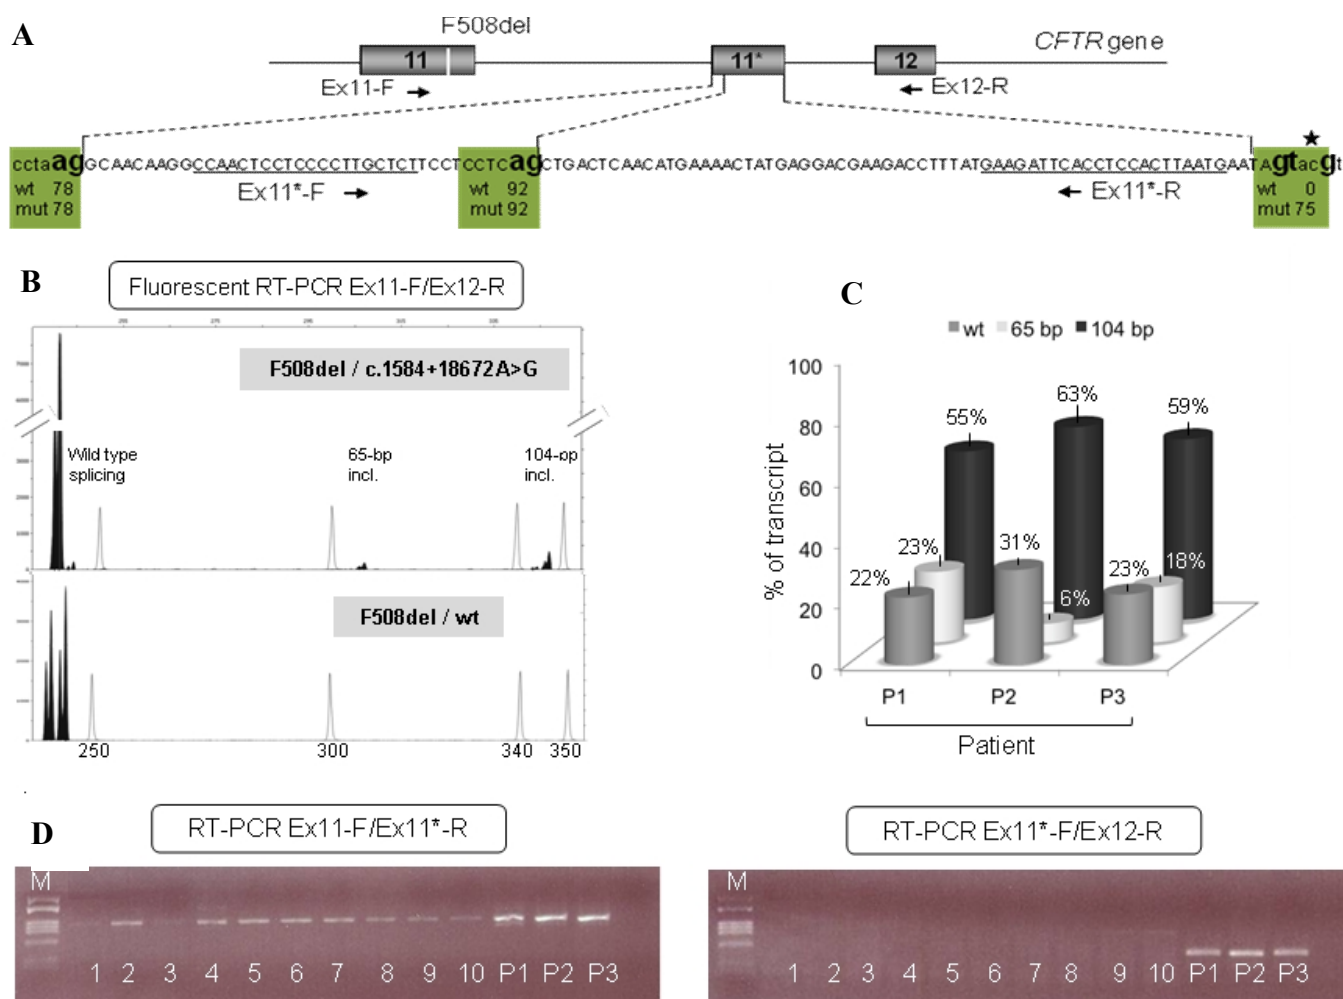 A
F508del
CFTR gene
11
11*
12
Ex11-F
Ex12-R
cctaagGCAACAAGGCCAACTCCTCCCCTTGCTCTTCCTCCTCagCTGACTCAACATGAAAACTATGAGGACGAAGACCTTTATGAAGATTCACCTCCACTTAATGAATAgtacgt
wt 78
mut 78
Ex11*-F
wt 92
mut 92
Ex11*-R
wt 0
mut 75
B
Fluorescent RT-PCR Ex11-F/Ex12-R
F508del / c.1584+18672A>G
Wild type splicing
65-bp incl.
104-bp incl.
F508del / wt
250 300 340 350
C
wt 65 bp 104 bp
% of transcript
100
80
60
40
20
0
55% 63% 59%
22% 23% 31% 6% 23% 18%
P1 P2 P3
Patient
D
RT-PCR Ex11-F/Ex11*-R
RT-PCR Ex11*-F/Ex12-R
M
1 2 3 4 5 6 7 8 9 10 P1 P2 P3
M
1 2 3 4 5 6 7 8 9 10 P1 P2 P3